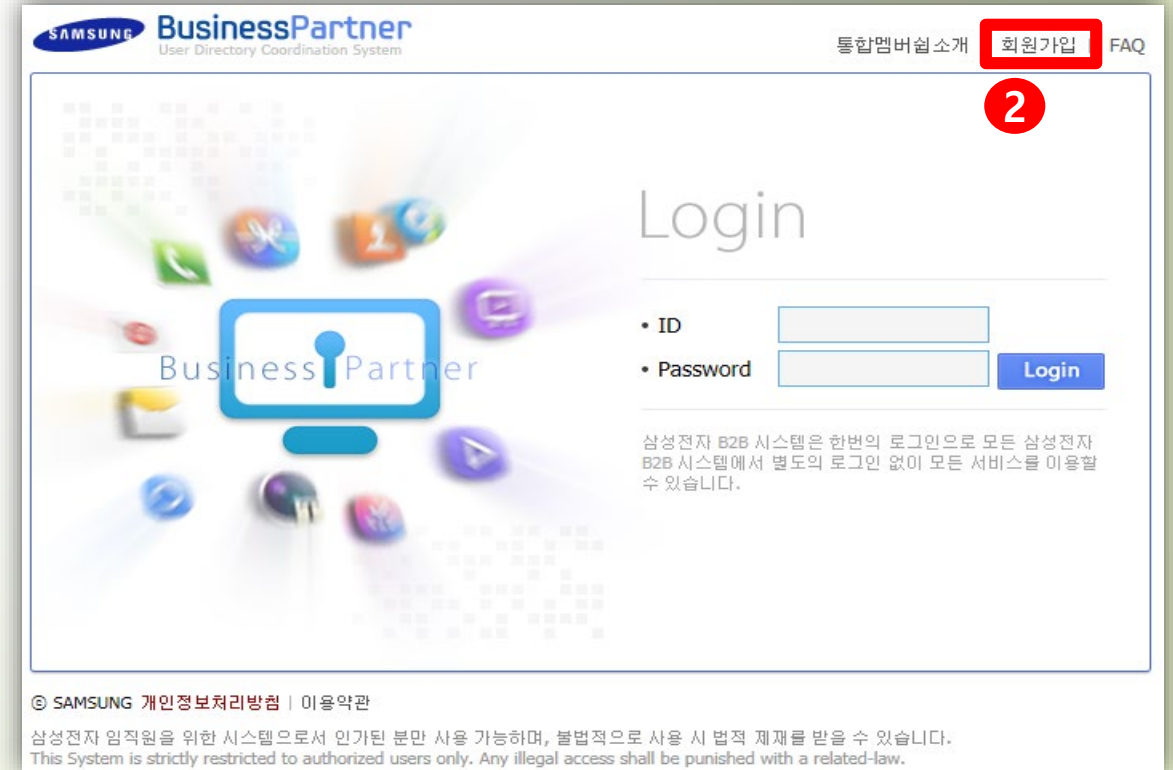 SAMSUNG BusinessPartner
User Directory Coordination System
통합멤버쉽소개 | 회원가입 | FAQ
2
Login
Business Partner
• ID
• Password
Login
삼성전자 B2B 시스템은 한번의 로그인으로 모든 삼성전자
B2B 시스템에서 별도의 로그인 없이 모든 서비스를 이용할
수 있습니다.
ⓒ SAMSUNG 개인정보처리방침 | 이용약관
삼성전자 임직원을 위한 시스템으로서 인가된 분만 사용 가능하며, 불법적으로 사용 시 법적 제재를 받을 수 있습니다.
This System is strictly restricted to authorized users only. Any illegal access shall be punished with a related-law.